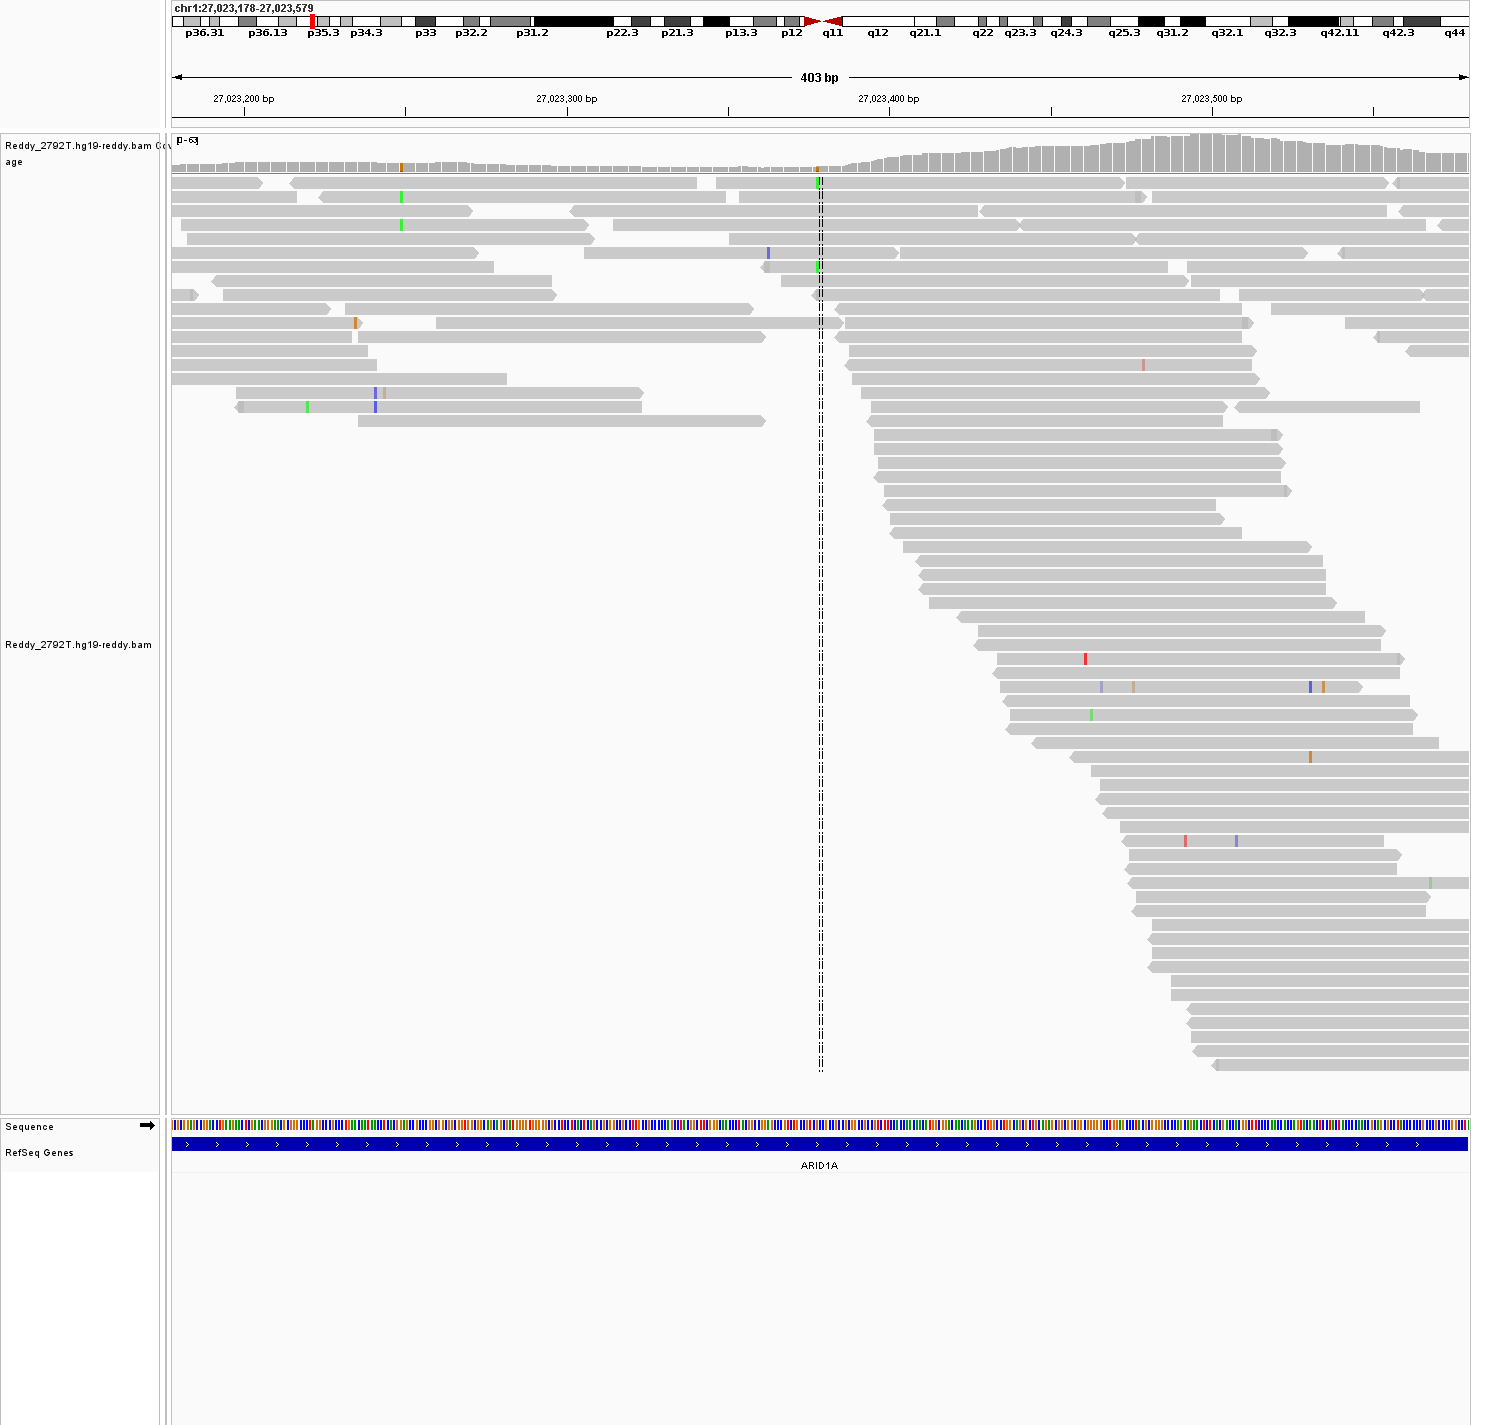 chr1:27,023,178-27,023,579
p36.31 p36.13 p35.3 p34.3 p33 p32.2 p31.2 p22.3 p21.3 p13.3 p12 q11 q12 q21.1 q22 q23.3 q24.3 q25.3 q31.2 q32.1 q32.3 q42.11 q42.3 q44
403 bp
27,023,200 bp 27,023,300 bp 27,023,400 bp 27,023,500 bp
[0 - 63]
Reddy_2792T.hg19-reddy.bam Cov
age
Reddy_2792T.hg19-reddy.bam
Sequence
RefSeq Genes
ARID1A